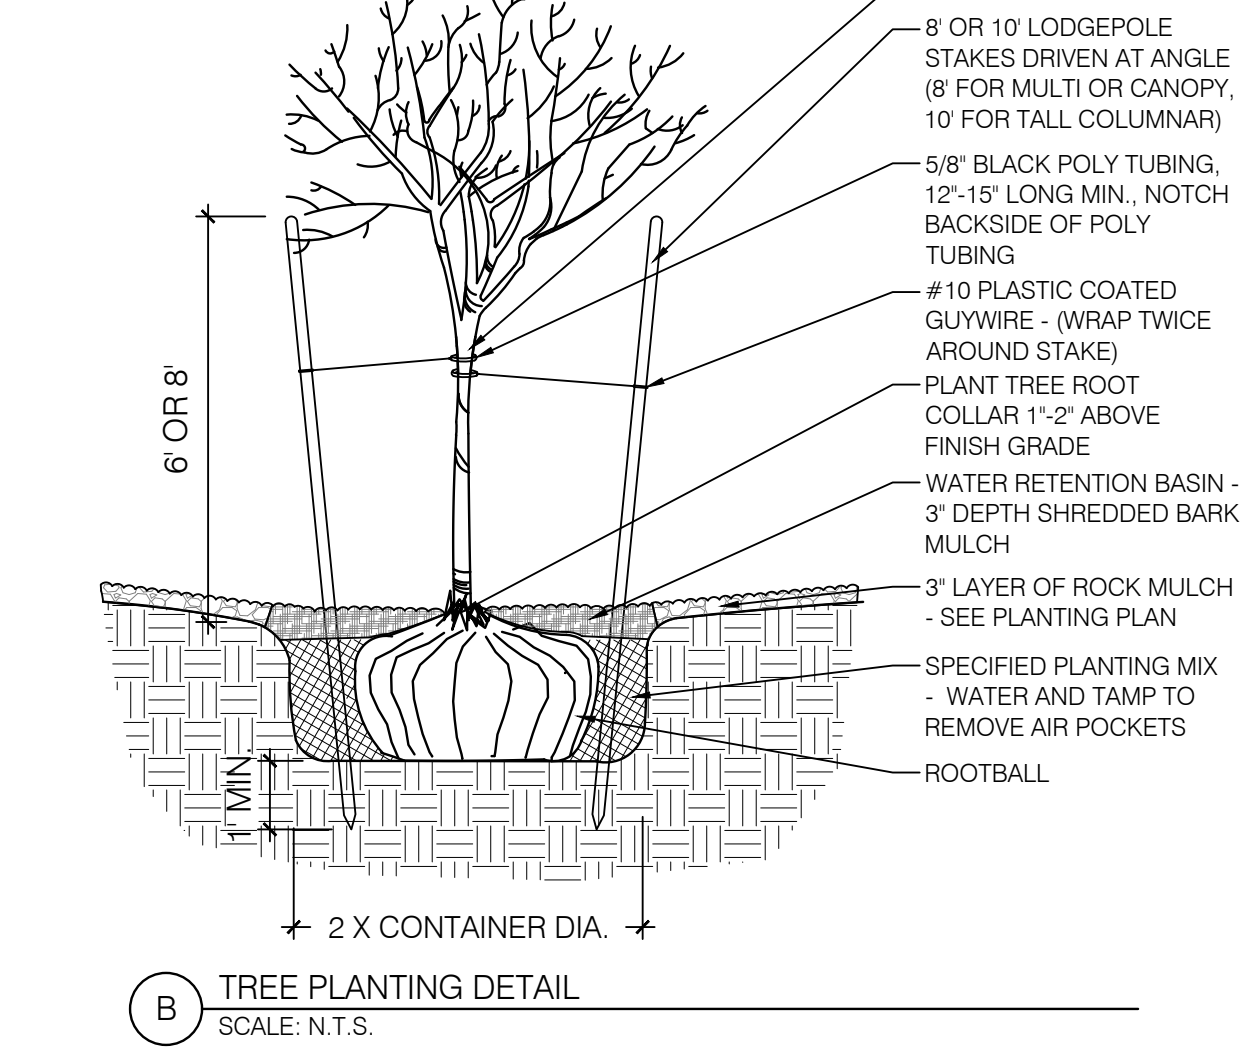 8' OR 10' LODGEPOLE
STAKES DRIVEN AT ANGLE
(8' FOR MULTI OR CANOPY,
10' FOR TALL COLUMNAR)
5/8" BLACK POLY TUBING,
12"-15" LONG MIN., NOTCH
BACKSIDE OF POLY
TUBING
#10 PLASTIC COATED
GUYWIRE - (WRAP TWICE
AROUND STAKE)
PLANT TREE ROOT
COLLAR 1"-2" ABOVE
FINISH GRADE
WATER RETENTION BASIN -
3" DEPTH SHREDDED BARK
MULCH
3" LAYER OF ROCK MULCH
- SEE PLANTING PLAN
SPECIFIED PLANTING MIX
- WATER AND TAMP TO
REMOVE AIR POCKETS
ROOTBALL
6' OR 8'
1' MIN.
2 X CONTAINER DIA.
B
TREE PLANTING DETAIL
SCALE: N.T.S.